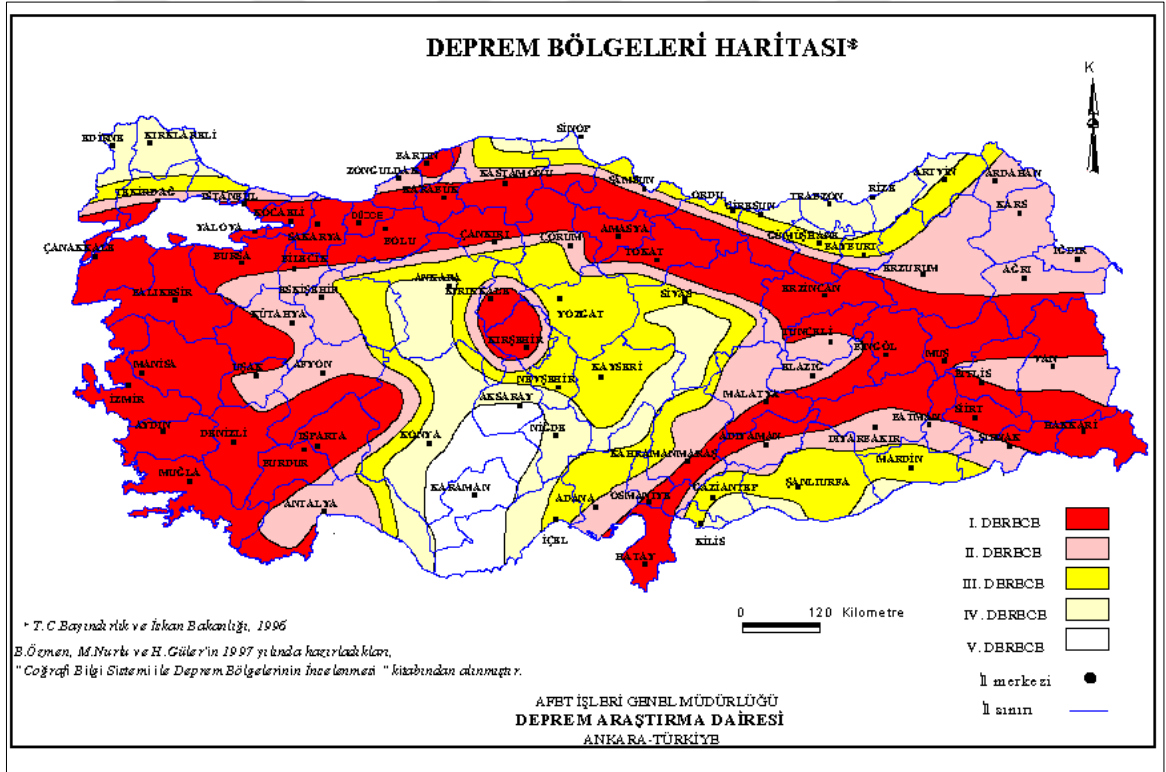 DEPREM BÖLGELERİ HARİTASI*
K
SİNOP
EDİRNE
KIRKLARELİ
BARTIN
ZONGULDAK
KASTAMONU
KARABÜK
SAMSUN
ARTVİN
ARDAHAN
TEKİRDAĞ
İSTANBUL
ORDU
GİRESUN
TRABZON
RİZE
KARS
KOCAELİ
DÜZCE
YALOVA
SAKARYA
BOLU
ÇANKIRI
ÇORUM
AMASYA
TOKAT
GÜMÜŞHANE
BAYBURT
ÇANAKKALE
BURSA
BİLECİK
ANKARA
ERZURUM
AĞRI
IĞDIR
BALIKESİR
ESKİŞEHİR
KIRIKKALE
SİVAS
ERZİNCAN
KÜTAHYA
YOZGAT
KIRŞEHİR
TUNCELİ
BİNGÖL
MUŞ
VAN
MANİSA
UŞAK
AFYON
NEVŞEHİR
KAYSERİ
ELAZIĞ
BİTLİS
İZMİR
AKSARAY
MALATYA
AYDIN
DENİZLİ
ISPARTA
KONYA
NİĞDE
ADIYAMAN
BATMAN
SİİRT
HAKKARİ
BURDUR
KAHRAMANMARAŞ
DİYARBAKIR
ŞIRNAK
MUĞLA
KARAMAN
MARDİN
ANTALYA
ADANA
OSMANİYE
GAZİANTEP
ŞANLIURFA
İÇEL
KİLİS
HATAY
I. DERECE
II. DERECE
III. DERECE
IV. DERECE
V. DERECE
İl merkezi
İl sınırı
0 120 Kilometre
* T.C.Bayındırlık ve İskan Bakanlığı, 1996
B.Özmen, M.Nurlu ve H.Güler'in 1997 yılında hazırladıkları,
"Coğrafi Bilgi Sistemi ile Deprem Bölgelerinin İncelenmesi " kitabından alınmıştır.
AFET İŞLERİ GENEL MÜDÜRLÜĞÜ
DEPREM ARAŞTIRMA DAİRESİ
ANKARA-TÜRKİYE